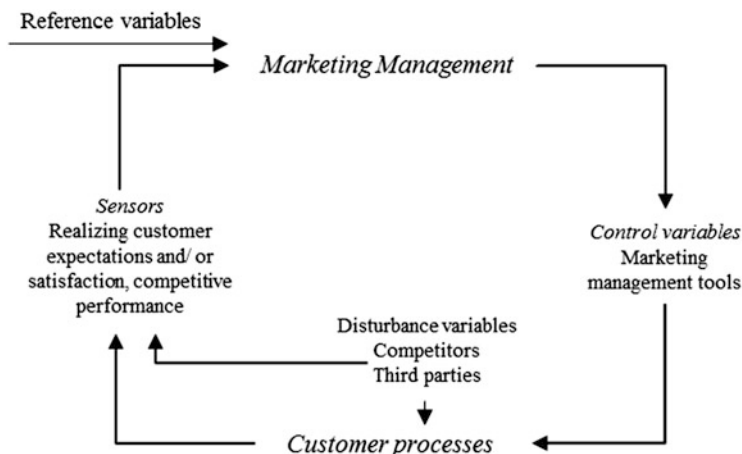 Reference variables
Marketing Management
Sensors
Realizing customer
expectations and/ or
satisfaction, competitive
performance
Control variables
Marketing
management tools
Disturbance variables
Competitors
Third parties
Customer processes